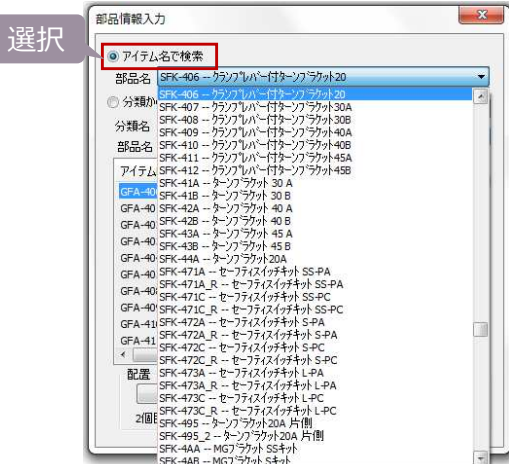 部品情報入力
選択
アイテム名で検索
部品名 SFK-406 -- クランプレバー付ターンブラケット20
SFK-406 -- クランプレバー付ターンブラケット20
SFK-407 -- クランプレバー付ターンブラケット30A
SFK-408 -- クランプレバー付ターンブラケット30B
SFK-409 -- クランプレバー付ターンブラケット40A
SFK-410 -- クランプレバー付ターンブラケット40B
SFK-411 -- クランプレバー付ターンブラケット45A
SFK-412 -- クランプレバー付ターンブラケット45B
SFK-41A -- ターンブラケット 30 A
SFK-41B -- ターンブラケット 30 B
SFK-42A -- ターンブラケット 40 A
SFK-42B -- ターンブラケット 40 B
SFK-43A -- ターンブラケット 45 A
SFK-43B -- ターンブラケット 45 B
SFK-44A -- ターンブラケット20A
SFK-471A -- セーフティスイッチキット SS-PA
SFK-471A_R -- セーフティスイッチキット SS-PA
SFK-471C -- セーフティスイッチキット SS-PC
SFK-471C_R -- セーフティスイッチキット SS-PC
SFK-472A -- セーフティスイッチキット S-PA
SFK-472A_R -- セーフティスイッチキット S-PA
SFK-472C -- セーフティスイッチキット S-PC
SFK-472C_R -- セーフティスイッチキット S-PC
SFK-473A -- セーフティスイッチキット L-PA
SFK-473A_R -- セーフティスイッチキット L-PA
SFK-473C -- セーフティスイッチキット L-PC
SFK-473C_R -- セーフティスイッチキット L-PC
SFK-495 -- ターンブラケット20A 片側
SFK-495_2 -- ターンブラケット20A 片側
SFK-4AA -- MGブラケット SSキット
SFK-4AB -- MGブラケット Sキット
分類か
分類名
部品名
アイテム
GFA-40
GFA-40
GFA-40
GFA-40
GFA-40
GFA-40
GFA-40
GFA-40
GFA-41
GFA-41
配置
2個